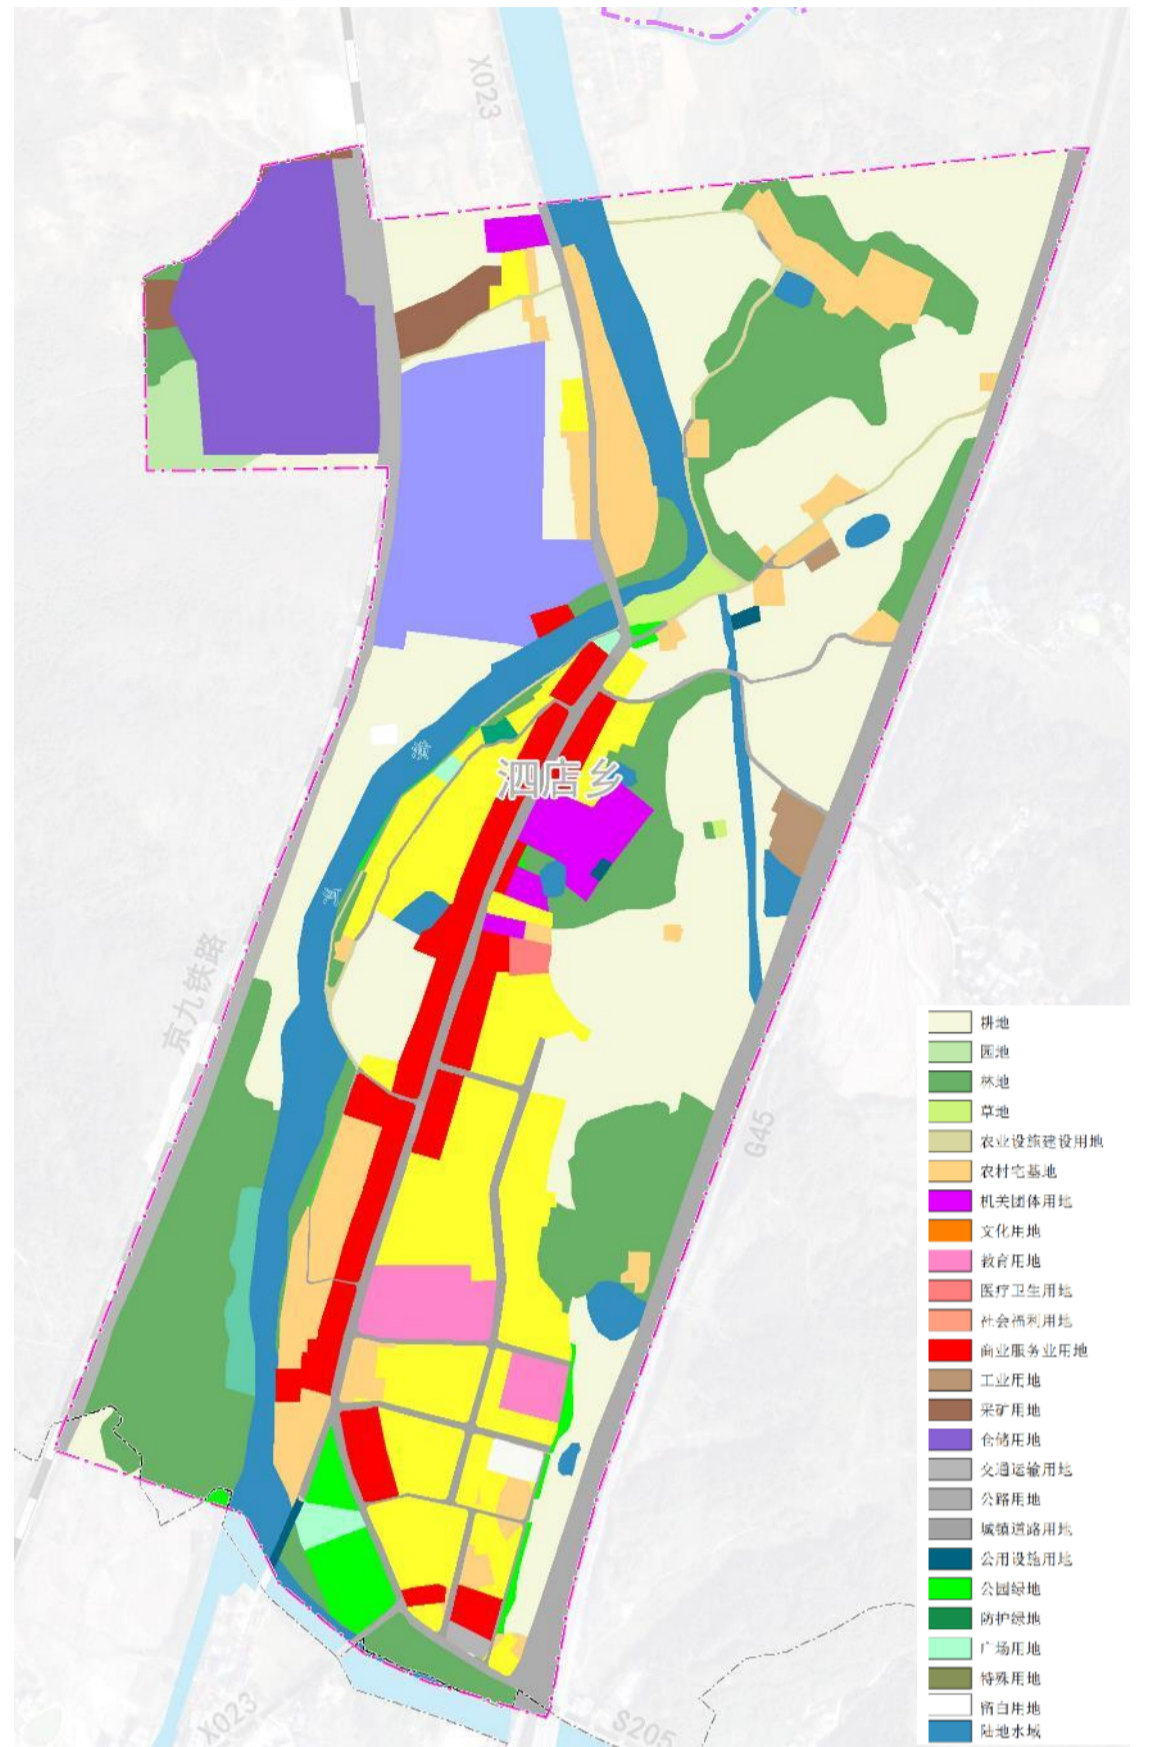 X023
泗店乡
滨
河
京九铁路
G45
X023
S205
耕地
园地
林地
草地
农业设施建设用地
农村宅基地
机关团体用地
文化用地
教育用地
医疗卫生用地
社会福利用地
商业服务业用地
工业用地
采矿用地
仓储用地
交通运输用地
公路用地
城镇道路用地
公用设施用地
公园绿地
防护绿地
广场用地
特殊用地
留白用地
陆地水域